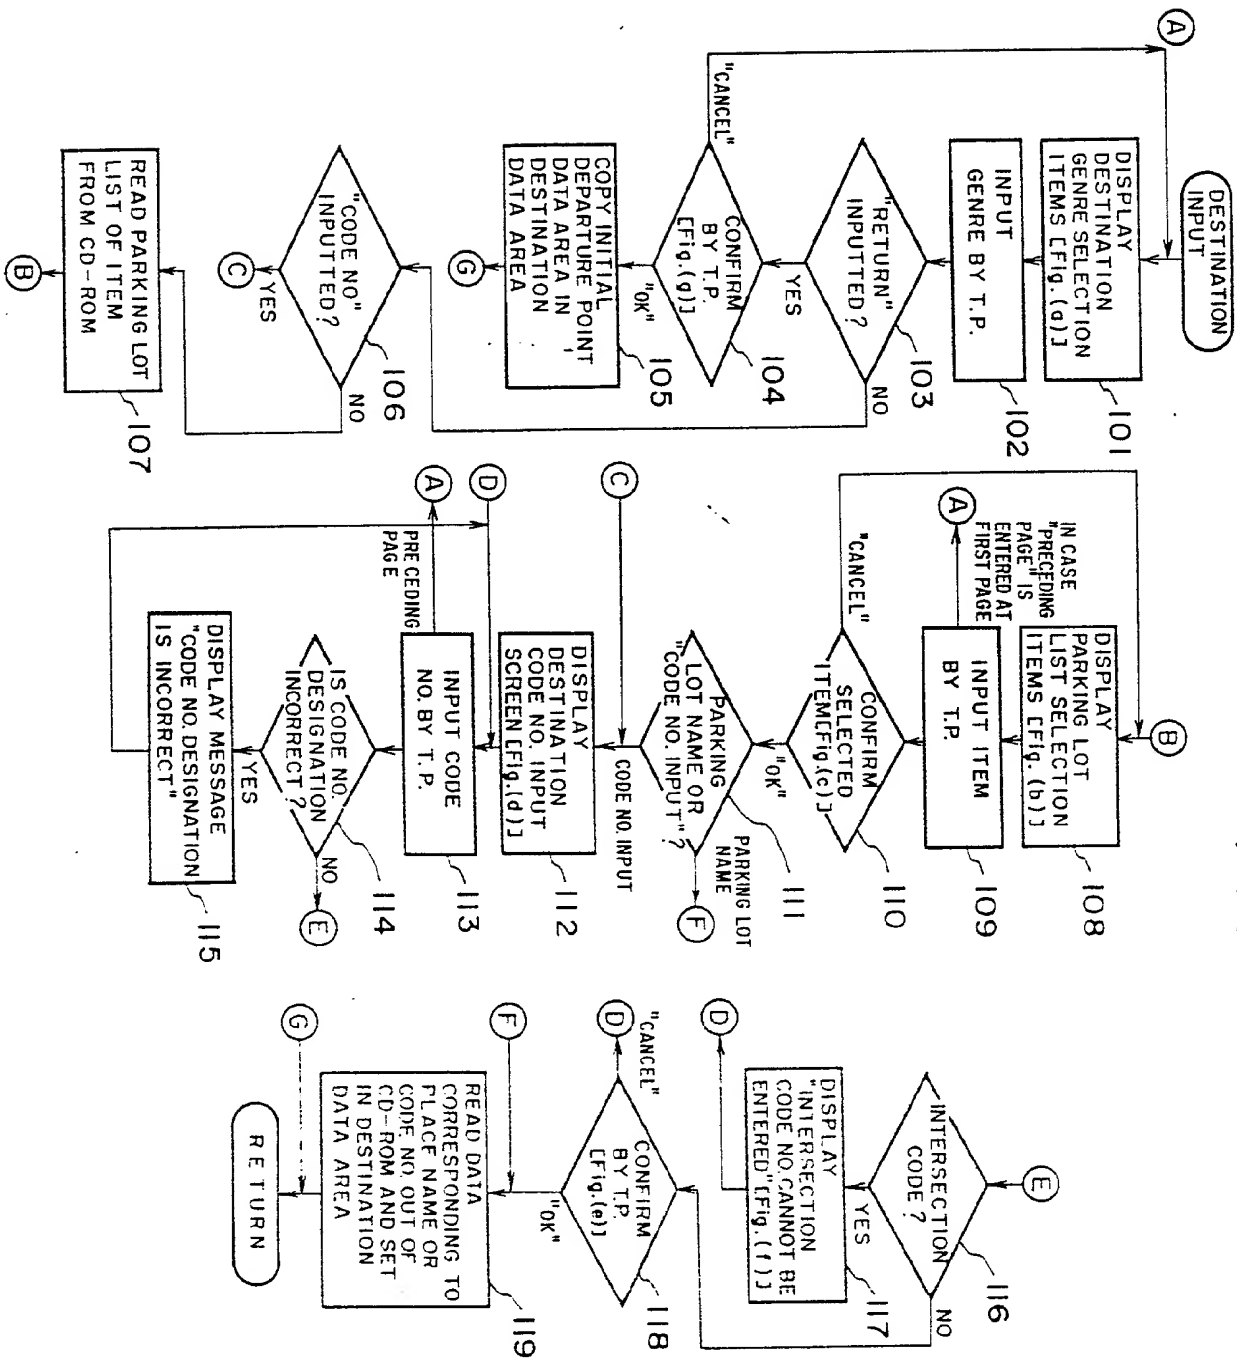 DESTINATION
INPUT
A
DISPLAY
DESTINATION
GENRE SELECTION
ITEMS [Fig.(a)]
101
INPUT
GENRE BY T.P.
102
"RETURN"
INPUTTED?
103
NO
YES
CONFIRM
BY T.P.
[Fig.(g)]
104
"CANCEL"
"OK"
COPY INITIAL
DEPARTURE POINT
DATA AREA IN
DESTINATION
DATA AREA
105
G
"CODE NO"
INPUTTED?
106
NO
YES
C
READ PARKING LOT
LIST OF ITEM
FROM CD-ROM
107
B
B
DISPLAY
PARKING LOT
LIST SELECTION
ITEMS [Fig.(b)]
108
IN CASE
"PRECEDING
PAGE" IS
ENTERED AT
FIRST PAGE
A
INPUT ITEM
BY T.P.
109
CONFIRM
SELECTED
ITEM[Fig.(c)]
110
"CANCEL"
"OK"
PARKING
LOT NAME OR
"CODE NO. INPUT"?
111
PARKING LOT
NAME
F
C
CODE NO. INPUT
DISPLAY
DESTINATION
CODE NO. INPUT
SCREEN [Fig.(d)]
112
D
INPUT CODE
NO. BY T.P.
113
A
PRECEDING
PAGE
IS CODE NO.
DESIGNATION
INCORRECT?
114
NO
E
YES
DISPLAY MESSAGE
"CODE NO. DESIGNATION
IS INCORRECT"
115
E
INTERSECTION
CODE?
116
NO
YES
DISPLAY
"INTERSECTION
CODE NO. CANNOT BE
ENTERED"[Fig.(f)]
117
D
CONFIRM
BY T.P.
[Fig.(e)]
118
"CANCEL"
D
"OK"
F
READ DATA
CORRESPONDING TO
PLACE NAME OR
CODE NO. OUT OF
CD-ROM AND SET
IN DESTINATION
DATA AREA
119
G
RETURN